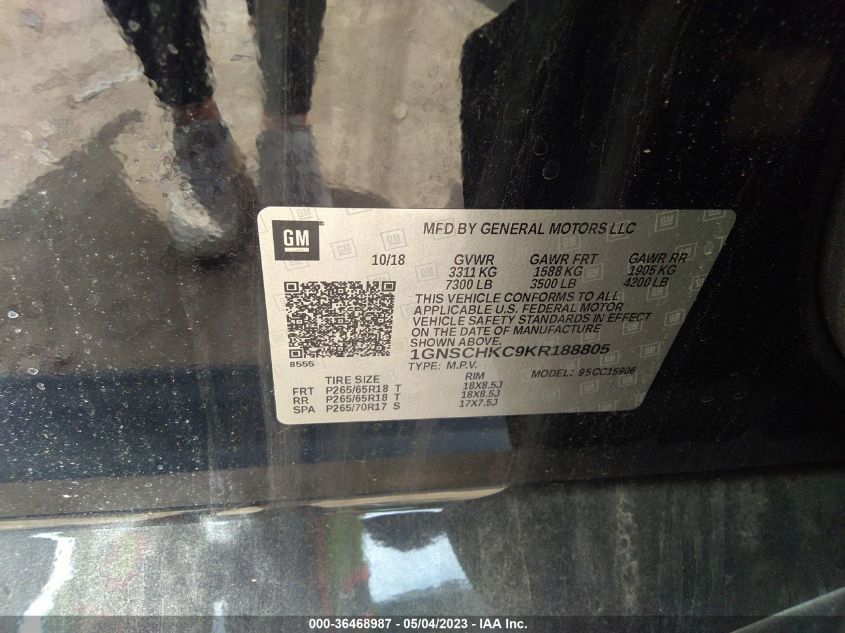 GM
MFD BY GENERAL MOTORS LLC
10/18 GVWR GAWR FRT GAWR RR
3311 KG 1588 KG 1905 KG
7300 LB 3500 LB 4200 LB
THIS VEHICLE CONFORMS TO ALL
APPLICABLE U.S. FEDERAL MOTOR
VEHICLE SAFETY STANDARDS IN EFFECT
ON THE DATE OF MANUFACTURE
SHOWN ABOVE.
1GNSCHKC9KR188805
8555
TYPE: M.P.V. MODEL: 95CC15906
TIRE SIZE RIM
FRT P265/65R18 T 18X8.5J
RR P265/65R18 T 18X8.5J
SPA P265/70R17 S 17X7.5J
000-36468987 - 05/04/2023 - IAA Inc.